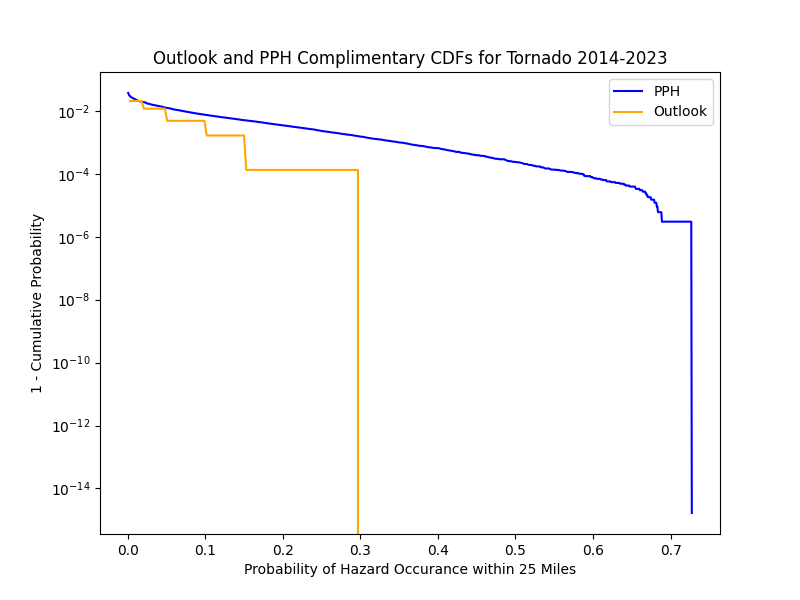 Outlook and PPH Complimentary CDFs for Tornado 2014-2023
PPH
Outlook
1 - Cumulative Probability
10⁻²
10⁻⁴
10⁻⁶
10⁻⁸
10⁻¹⁰
10⁻¹²
10⁻¹⁴
0.0 0.1 0.2 0.3 0.4 0.5 0.6 0.7
Probability of Hazard Occurance within 25 Miles